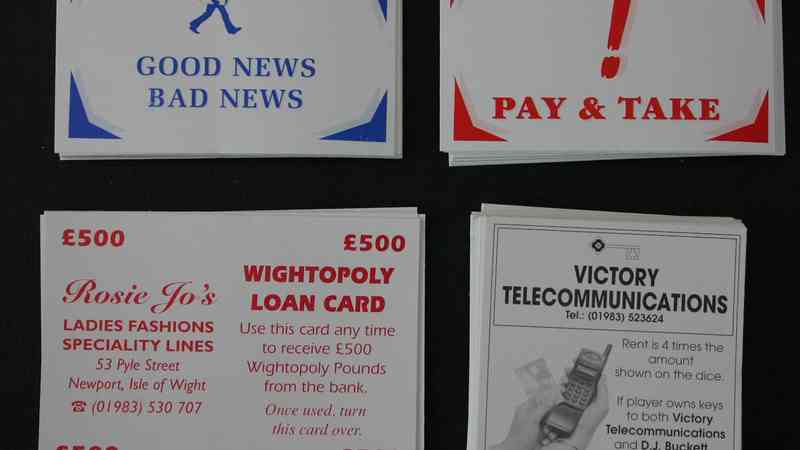 GOOD NEWS
BAD NEWS
PAY & TAKE
£500
£500
Rosie Jo's
LADIES FASHIONS
SPECIALITY LINES
53 Pyle Street
Newport, Isle of Wight
☎ (01983) 530 707
WIGHTOPOLY
LOAN CARD
Use this card any time
to receive £500
Wightopoly Pounds
from the bank.
Once used, turn
this card over.
VICTORY
TELECOMMUNICATIONS
Tel.: (01983) 523624
Rent is 4 times the
amount
shown on the dice.
If player owns keys
to both Victory
Telecommunications
and D.J. Buckett